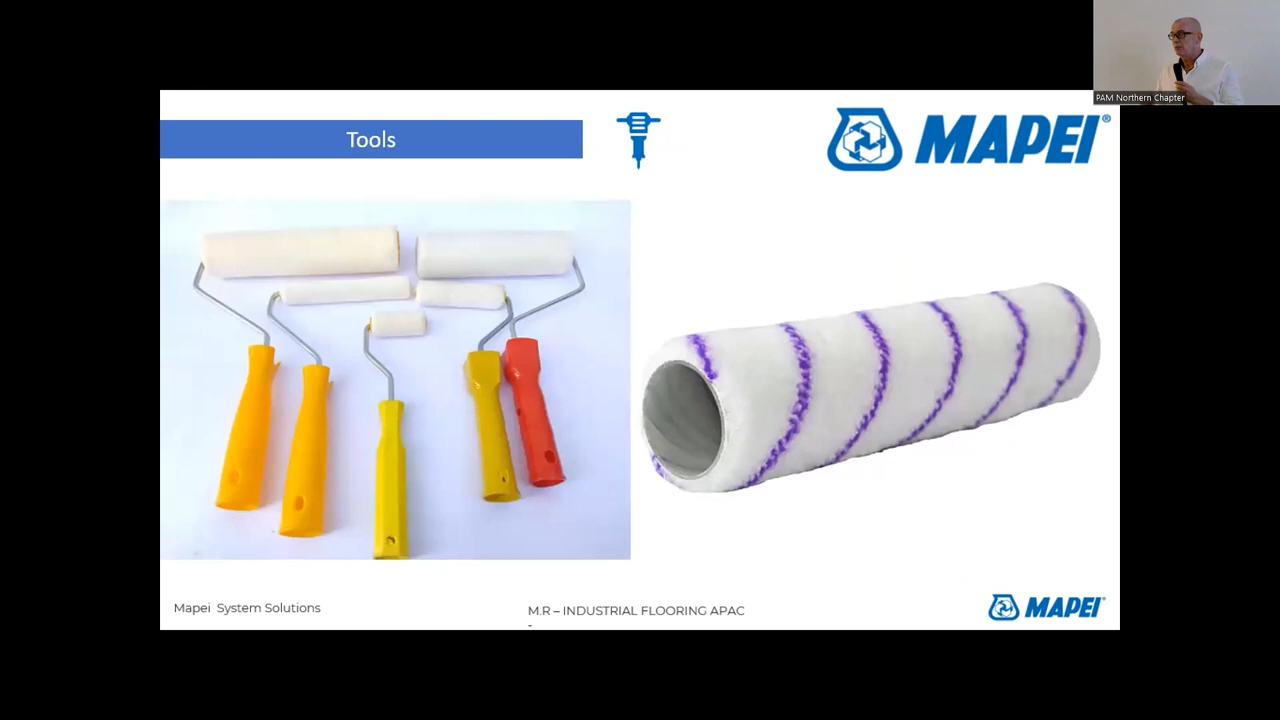 PAM Northern Chapter
Tools
MAPEI®
Mapei System Solutions
M.R – INDUSTRIAL FLOORING APAC
-
MAPEI®